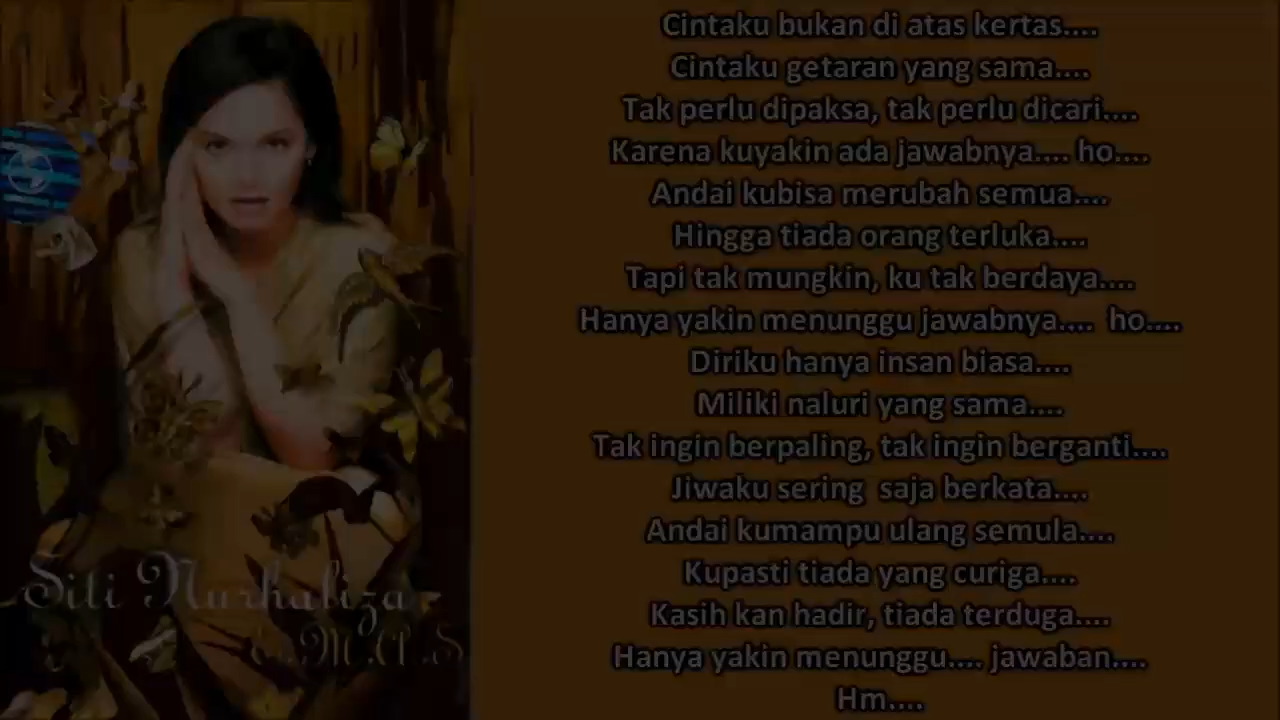 Cintaku bukan di atas kertas....
Cintaku getaran yang sama....
Tak perlu dipaksa, tak perlu dicari....
Karena kuyakin ada jawabnya.... ho....
Andai kubisa merubah semua....
Hingga tiada orang terluka....
Tapi tak mungkin, ku tak berdaya....
Hanya yakin menunggu jawabnya.... ho....
Diriku hanya insan biasa....
Miliki naluri yang sama....
Tak ingin berpaling, tak ingin berganti....
Jiwaku sering saja berkata....
Andai kumampu ulang semula....
Kupasti tiada yang curiga....
Kasih kan hadir, tiada terduga....
Hanya yakin menunggu.... jawaban....
Hm....
Siti Nurhaliza
E.M.A.S